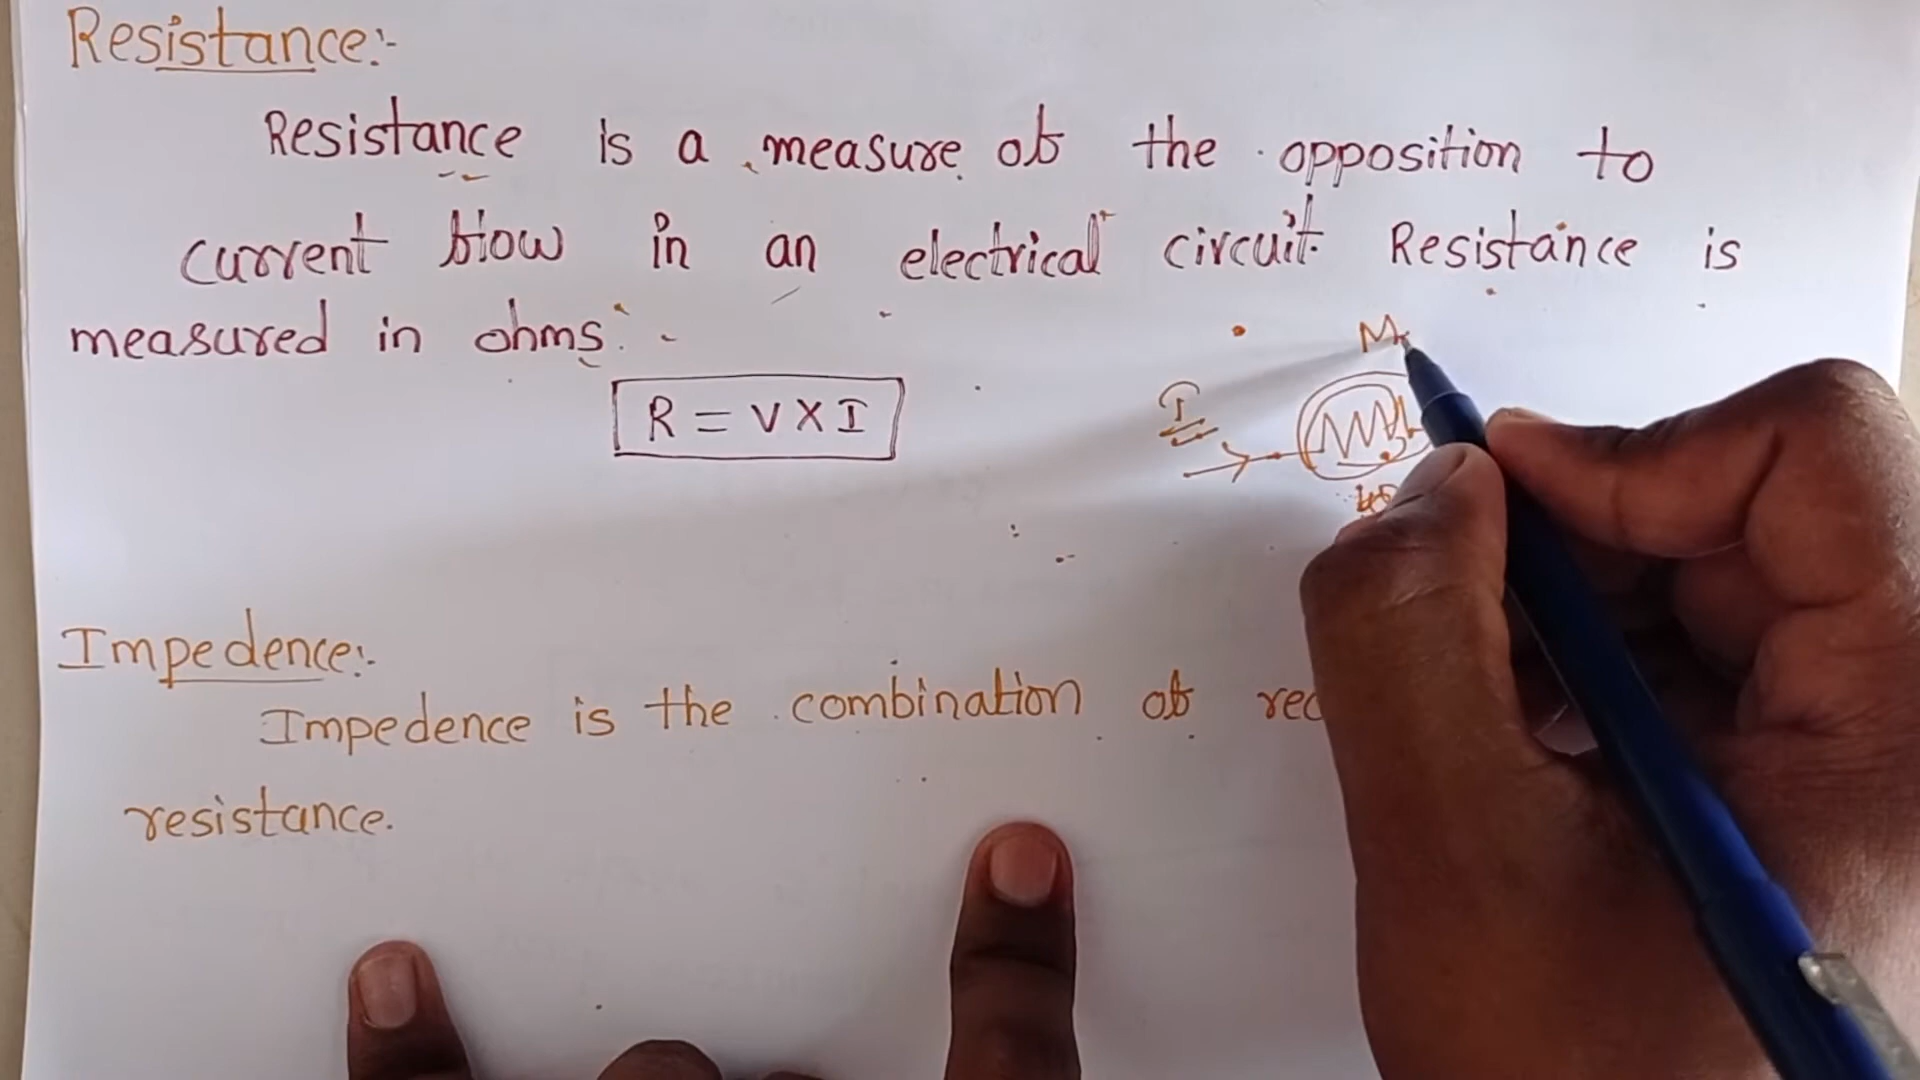 Resistance:-
Resistance is a measure of the opposition to
current flow in an electrical circuit. Resistance is
measured in ohms.
R = V X I
I
Impedence:-
Impedence is the combination of
resistance.